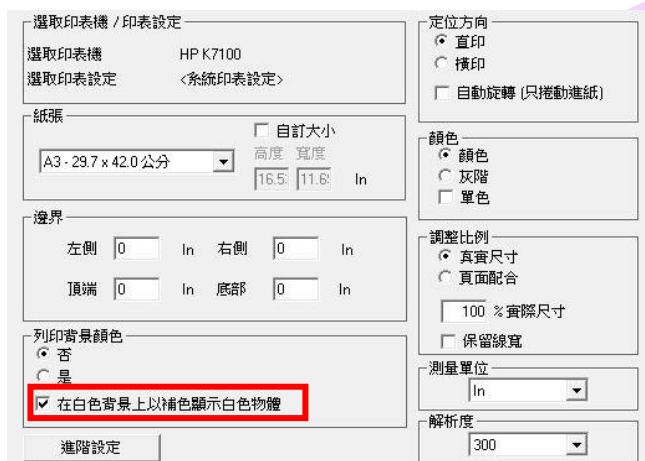 選取印表機 / 印表設定
選取印表機 HP K7100
選取印表設定 <系統印表設定>
紙張
自訂大小
A3 - 29.7 x 42.0 公分
高度 寬度
16.5 11.6 In
邊界
左側 0 In 右側 0 In
頂端 0 In 底部 0 In
列印背景顏色
否
是
在白色背景上以補色顯示白色物體
進階設定
定位方向
直印
橫印
自動旋轉 (只捲動進紙)
顏色
顏色
灰階
單色
調整比例
真實尺寸
頁面配合
100 % 實際尺寸
保留線寬
測量單位
In
解析度
300